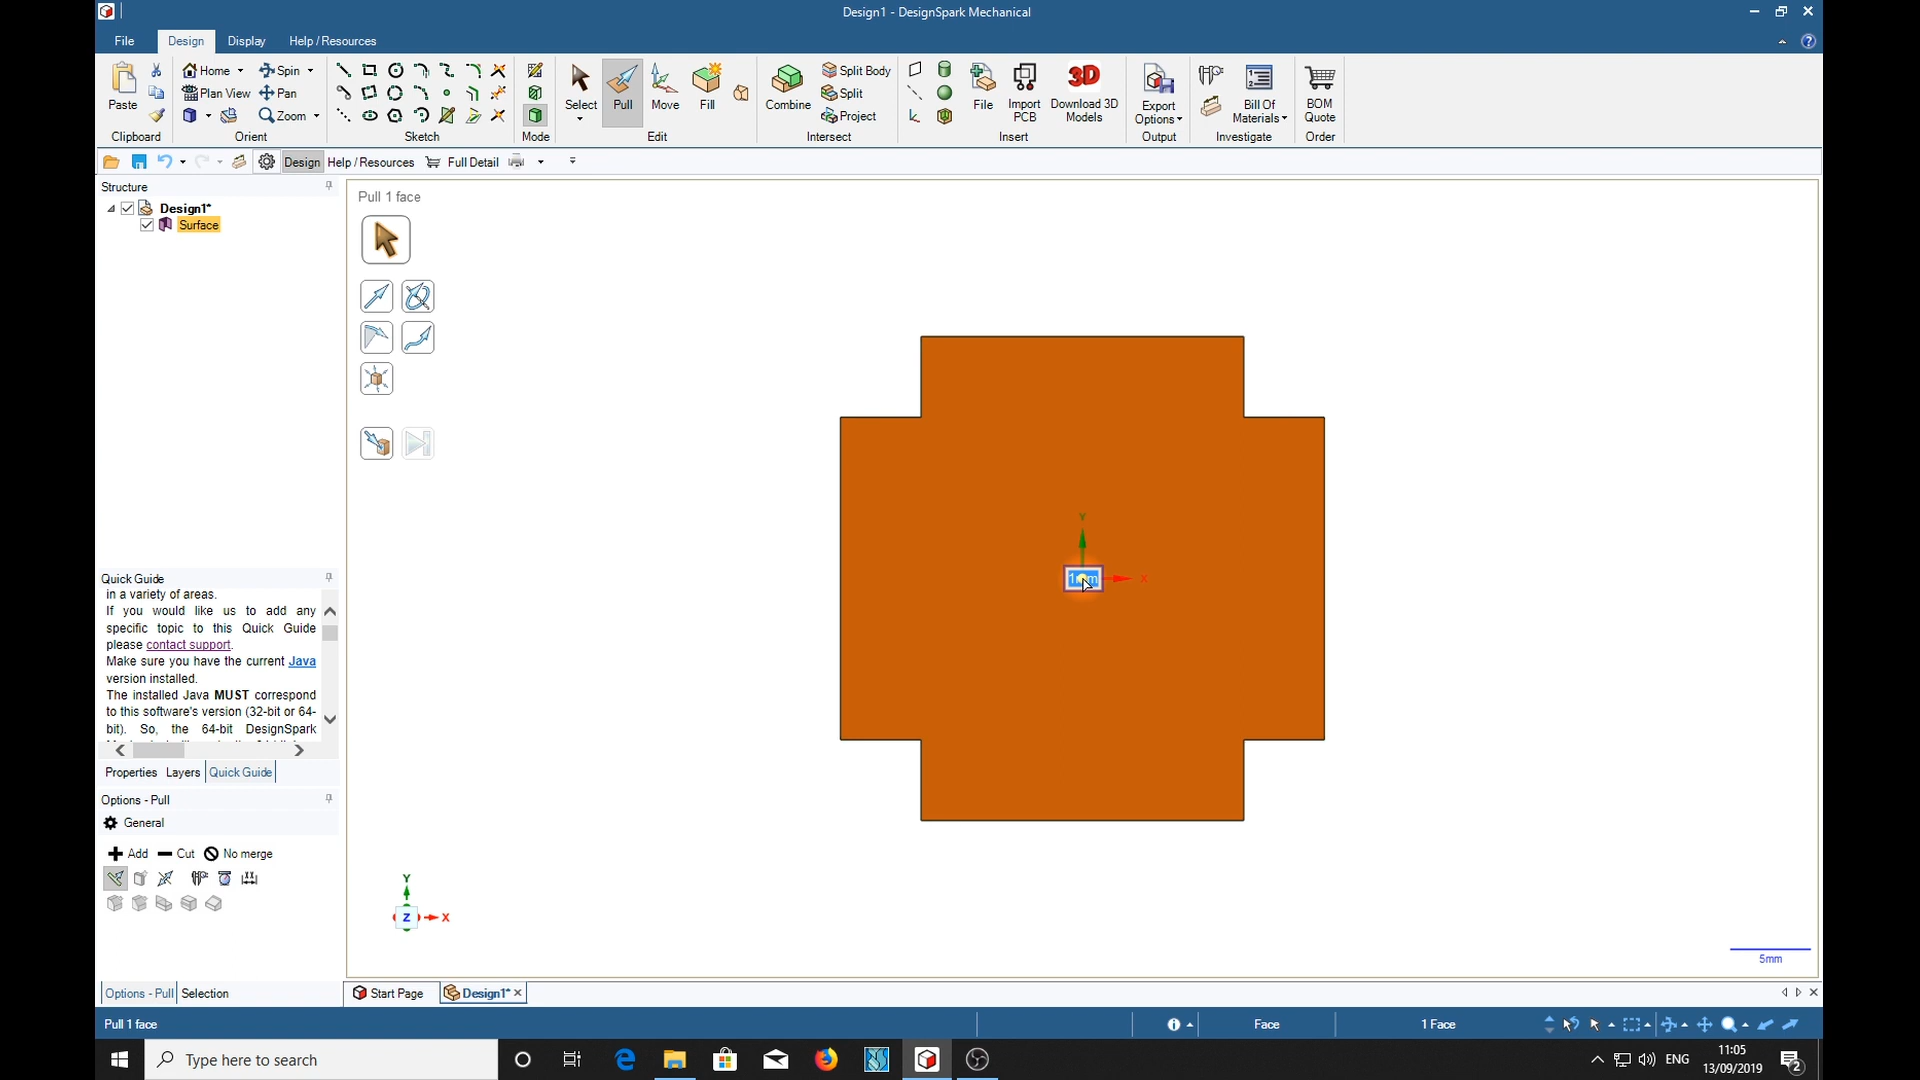 Design1 - DesignSpark Mechanical
File Design Display Help / Resources
Paste
Clipboard
Home Spin
Plan View Pan
Zoom
Orient
Sketch
Mode
Select Pull Move Fill
Edit
Combine Split Body
Split
Project
Intersect
File Import PCB 3D Download 3D Models
Insert
Export Options
Output
Bill Of Materials
Investigate
BOM Quote
Order
Design Help / Resources Full Detail
Structure
Design1*
Surface
Pull 1 face
Y
X
Quick Guide
in a variety of areas.
If you would like us to add any
specific topic to this Quick Guide
please contact support.
Make sure you have the current Java
version installed.
The installed Java MUST correspond
to this software's version (32-bit or 64-
bit). So, the 64-bit DesignSpark
Properties Layers Quick Guide
Options - Pull
General
Add Cut No merge
Y
Z X
5mm
Options - Pull Selection
Start Page Design1*
Pull 1 face Face 1 Face
Type here to search
ENG
11:05
13/09/2019
2